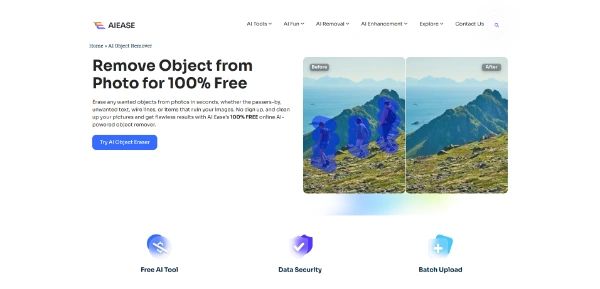 AIEASE
AI Tools
AI Fun
AI Removal
AI Enhancement
Explore
Contact Us
Home » AI Object Remover
Remove Object from
Photo for 100% Free
Erase any wanted objects from photos in seconds, whether the passers-by,
unwanted text, wire lines, or items that ruin your images. No sign up, and clean
up your pictures and get flawless results with AI Ease's 100% FREE online AI-
powered object remover.
Try AI Object Eraser
Before
After
Free AI Tool
Data Security
Batch Upload